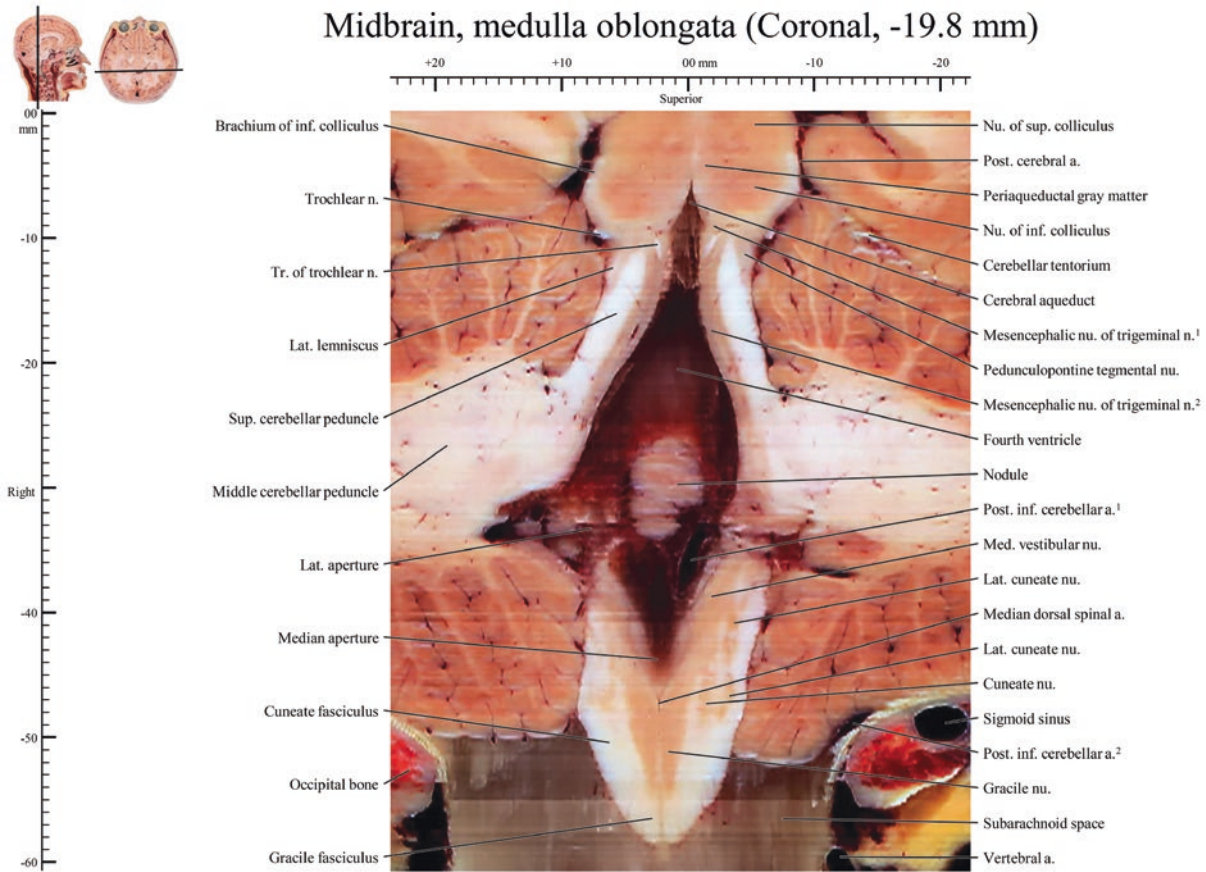 Midbrain, medulla oblongata (Coronal, -19.8 mm)
+20 +10 00 mm -10 -20
Superior
00
mm
-10
-20
Right
-30
-40
-50
-60
Brachium of inf. colliculus
Trochlear n.
Tr. of trochlear n.
Lat. lemniscus
Sup. cerebellar peduncle
Middle cerebellar peduncle
Lat. aperture
Median aperture
Cuneate fasciculus
Occipital bone
Gracile fasciculus
Nu. of sup. colliculus
Post. cerebral a.
Periaqueductal gray matter
Nu. of inf. colliculus
Cerebellar tentorium
Cerebral aqueduct
Mesencephalic nu. of trigeminal n.¹
Pedunculopontine tegmental nu.
Mesencephalic nu. of trigeminal n.²
Fourth ventricle
Nodule
Post. inf. cerebellar a.¹
Med. vestibular nu.
Lat. cuneate nu.
Median dorsal spinal a.
Lat. cuneate nu.
Cuneate nu.
Sigmoid sinus
Post. inf. cerebellar a.²
Gracile nu.
Subarachnoid space
Vertebral a.